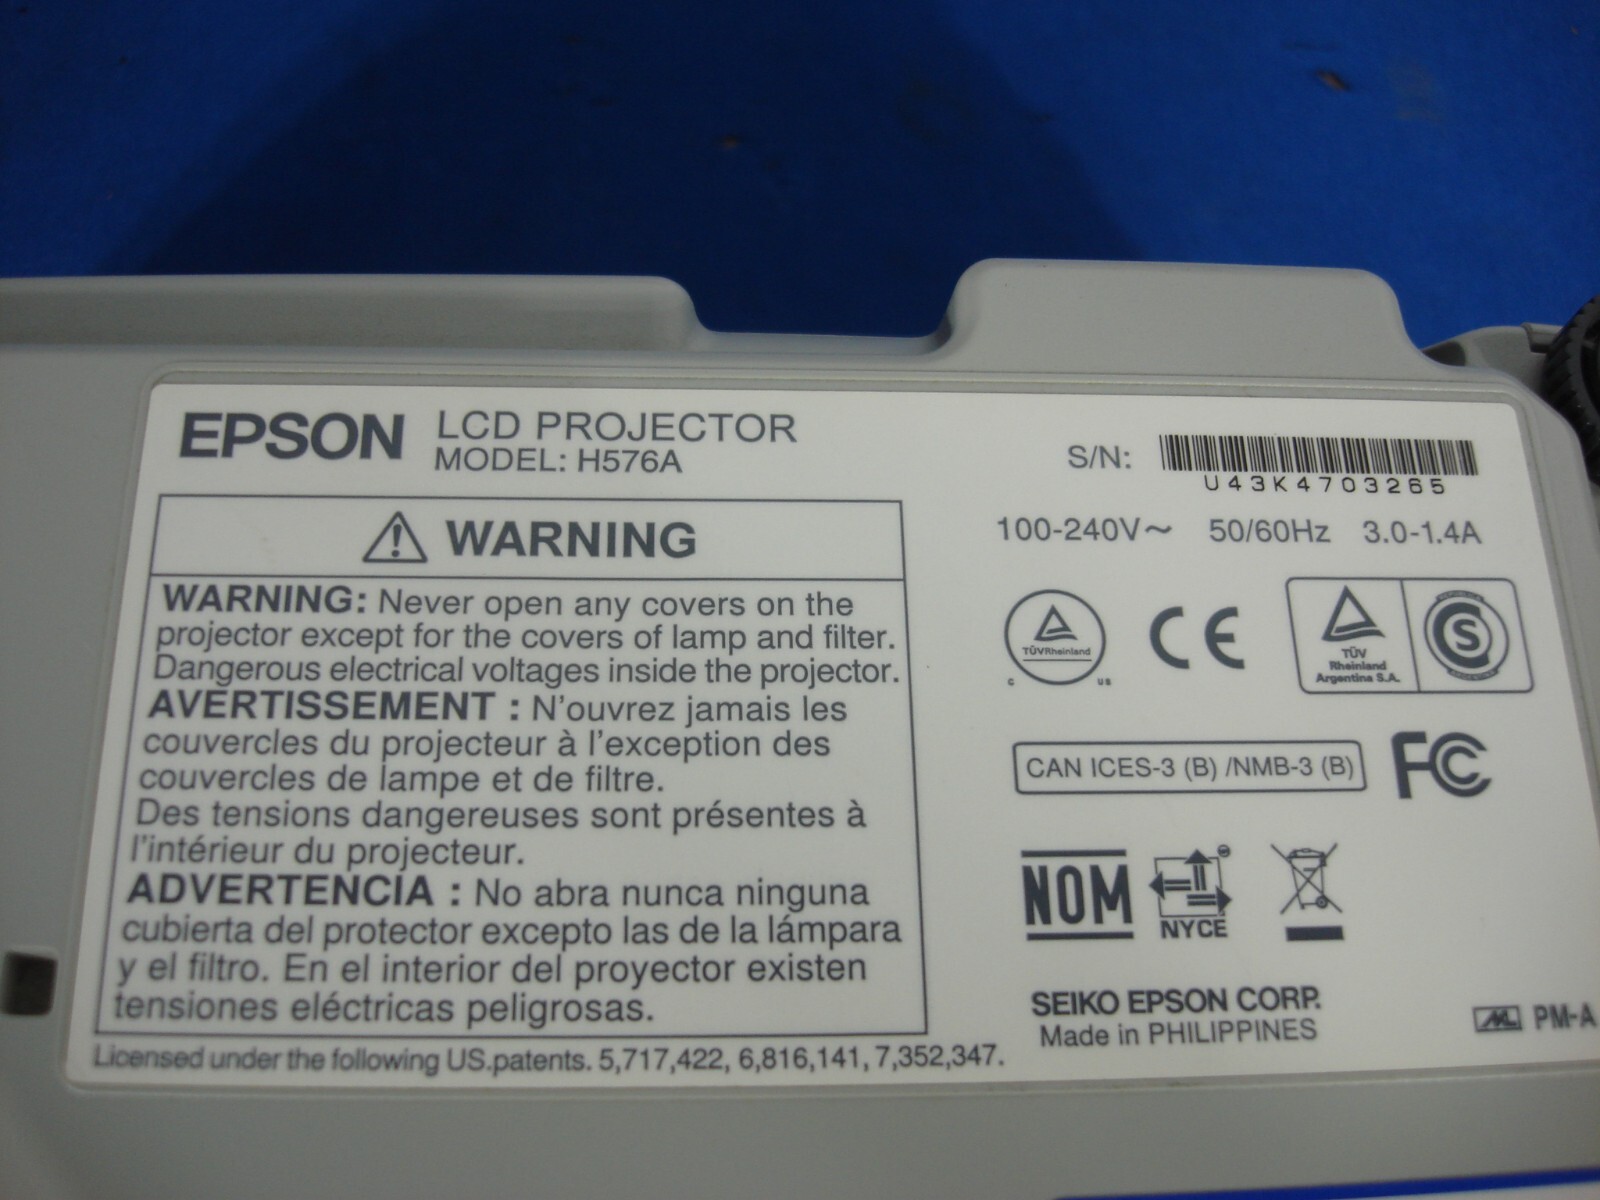 EPSON
LCD PROJECTOR
MODEL: H576A
WARNING
WARNING: Never open any covers on the
projector except for the covers of lamp and filter.
Dangerous electrical voltages inside the projector.
AVERTISSEMENT : N'ouvrez jamais les
couvercles du projecteur à l'exception des
couvercles de lampe et de filtre.
Des tensions dangereuses sont présentes à
l'intérieur du projecteur.
ADVERTENCIA : No abra nunca ninguna
cubierta del protector excepto las de la lámpara
y el filtro. En el interior del proyector existen
tensiones eléctricas peligrosas.
Licensed under the following US.patents. 5,717,422, 6,816,141, 7,352,347.
S/N:
U43K4703265
100-240V~ 50/60Hz 3.0-1.4A
TÜVRheinland
C US
CE
TÜV
Rheinland
Argentina S.A.
S
CAN ICES-3 (B) /NMB-3 (B)
FC
NOM
NYCE
SEIKO EPSON CORP.
Made in PHILIPPINES
PM-A